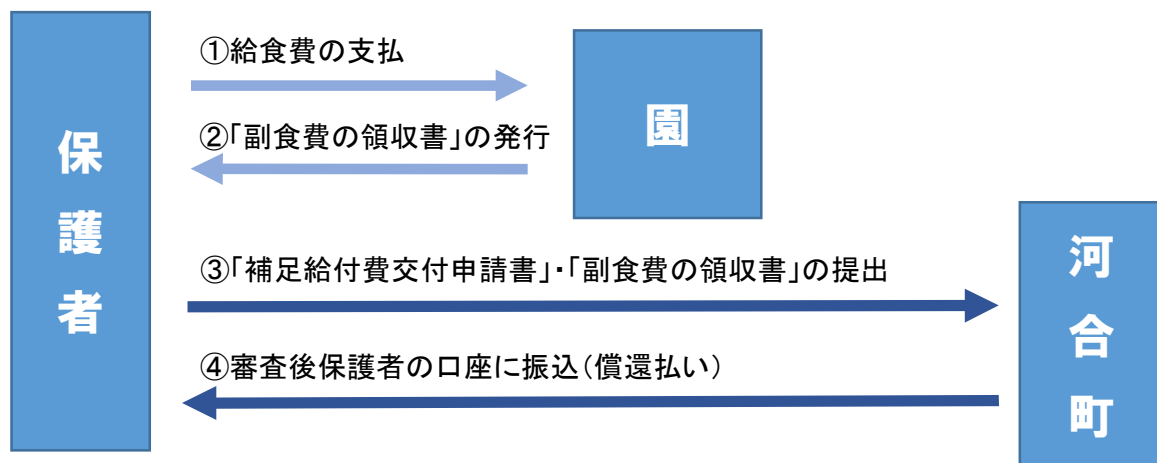 保護者
①給食費の支払
園
②「副食費の領収書」の発行
③「補足給付費交付申請書」・「副食費の領収書」の提出
河合町
④審査後保護者の口座に振込（償還払い）